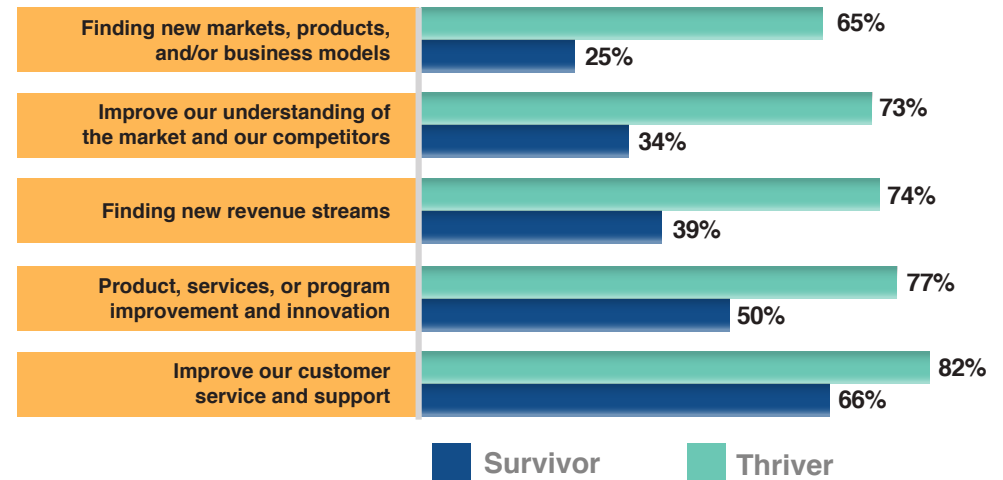 Finding new markets, products,
and/or business models
65%
25%
Improve our understanding of
the market and our competitors
73%
34%
Finding new revenue streams
74%
39%
Product, services, or program
improvement and innovation
77%
50%
Improve our customer
service and support
82%
66%
Survivor
Thriver